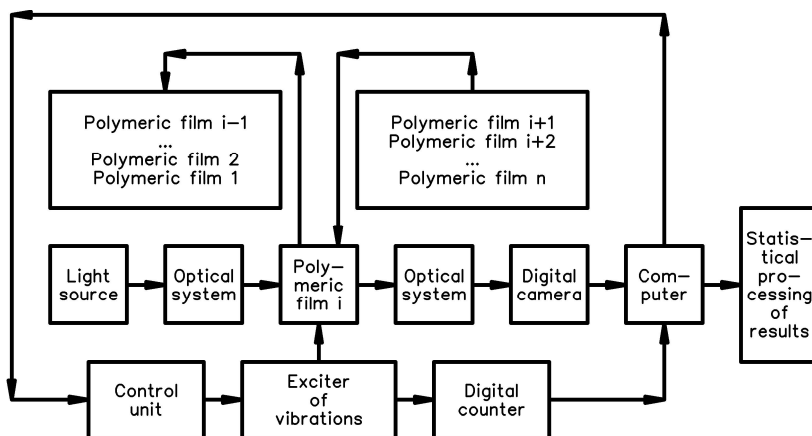 Polymeric film i–1
...
Polymeric film 2
Polymeric film 1
Polymeric film i+1
Polymeric film i+2
...
Polymeric film n
Light
source
Optical
system
Poly–
meric
film i
Optical
system
Digital
camera
Com–
puter
Statis–
tical
pro–
cessing
of
results
Control
unit
Exciter
of
vibrations
Digital
counter